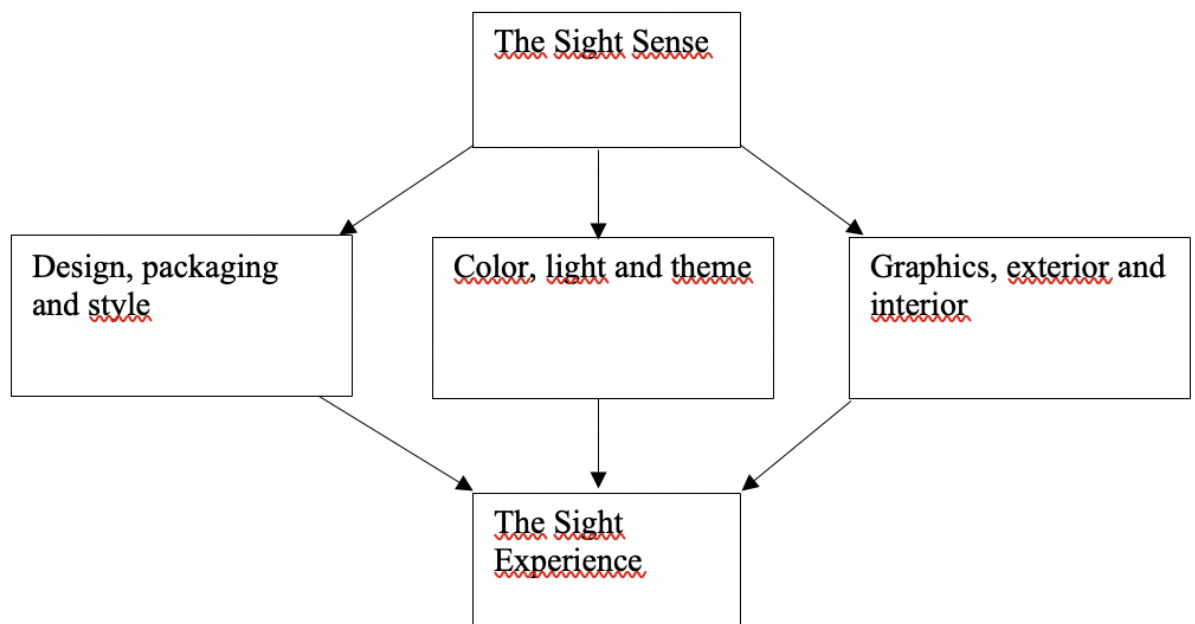 The Sight Sense
Design, packaging
and style
Color, light and theme
Graphics, exterior and
interior
The Sight
Experience